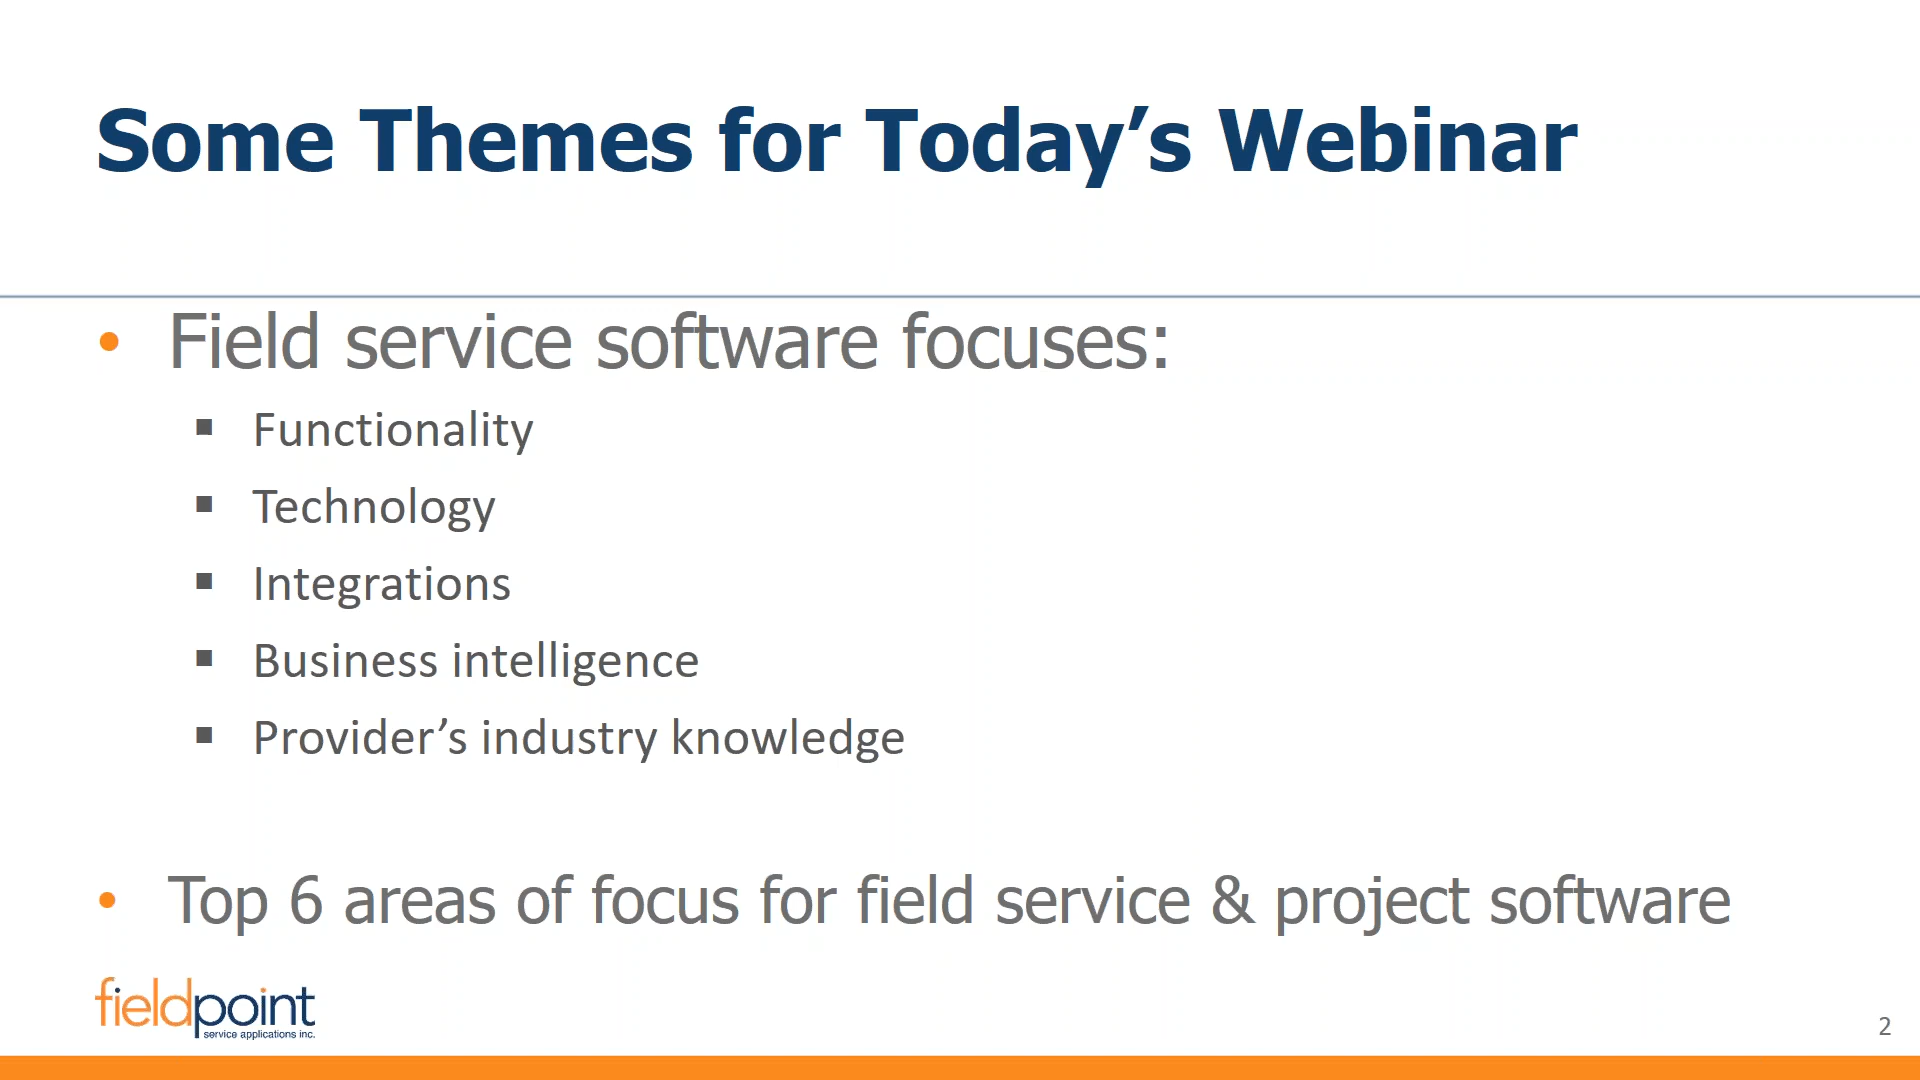 Some Themes for Today’s Webinar
• Field service software focuses:
▪ Functionality
▪ Technology
▪ Integrations
▪ Business intelligence
▪ Provider’s industry knowledge
• Top 6 areas of focus for field service & project software
fieldpoint
service applications inc.
2